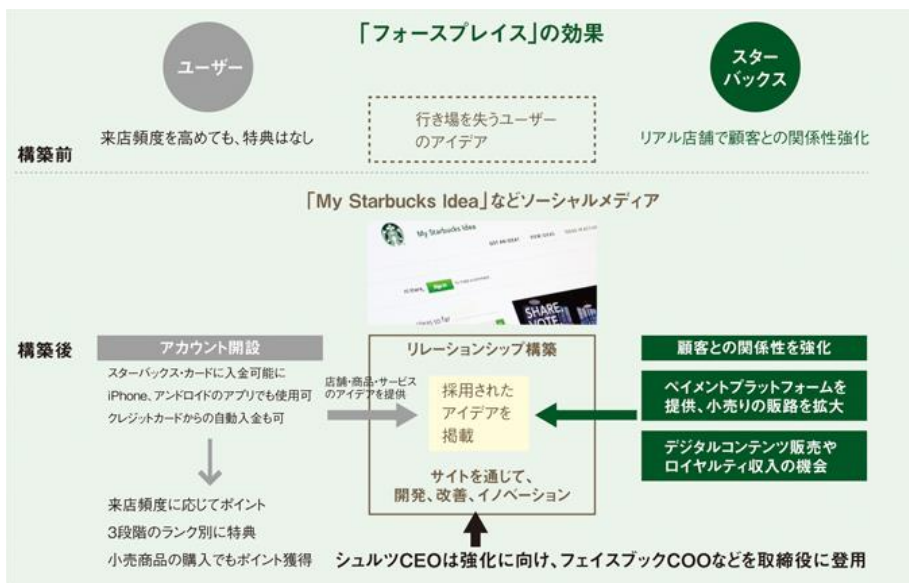 「フォースプレイス」の効果
ユーザー
スター
バックス
構築前
来店頻度を高めても、特典はなし
行き場を失うユーザー
のアイデア
リアル店舗で顧客との関係性強化
「My Starbucks Idea」などソーシャルメディア
My Starbucks Idea
GOT AN IDEA?
VIEW IDEAS
Hi there,
Sign In
SHARE
VOTE
構築後
アカウント開設
スターバックス・カードに入金可能に
iPhone、アンドロイドのアプリでも使用可
クレジットカードからの自動入金も可
来店頻度に応じてポイント
3段階のランク別に特典
小売商品の購入でもポイント獲得
店舗・商品・サービス
のアイデアを提供
リレーションシップ構築
採用された
アイデアを
掲載
サイトを通じて、
開発、改善、イノベーション
顧客との関係性を強化
ペイメントプラットフォームを
提供、小売りの販路を拡大
デジタルコンテンツ販売や
ロイヤルティ収入の機会
シュルツCEOは強化に向け、フェイスブックCOOなどを取締役に登用